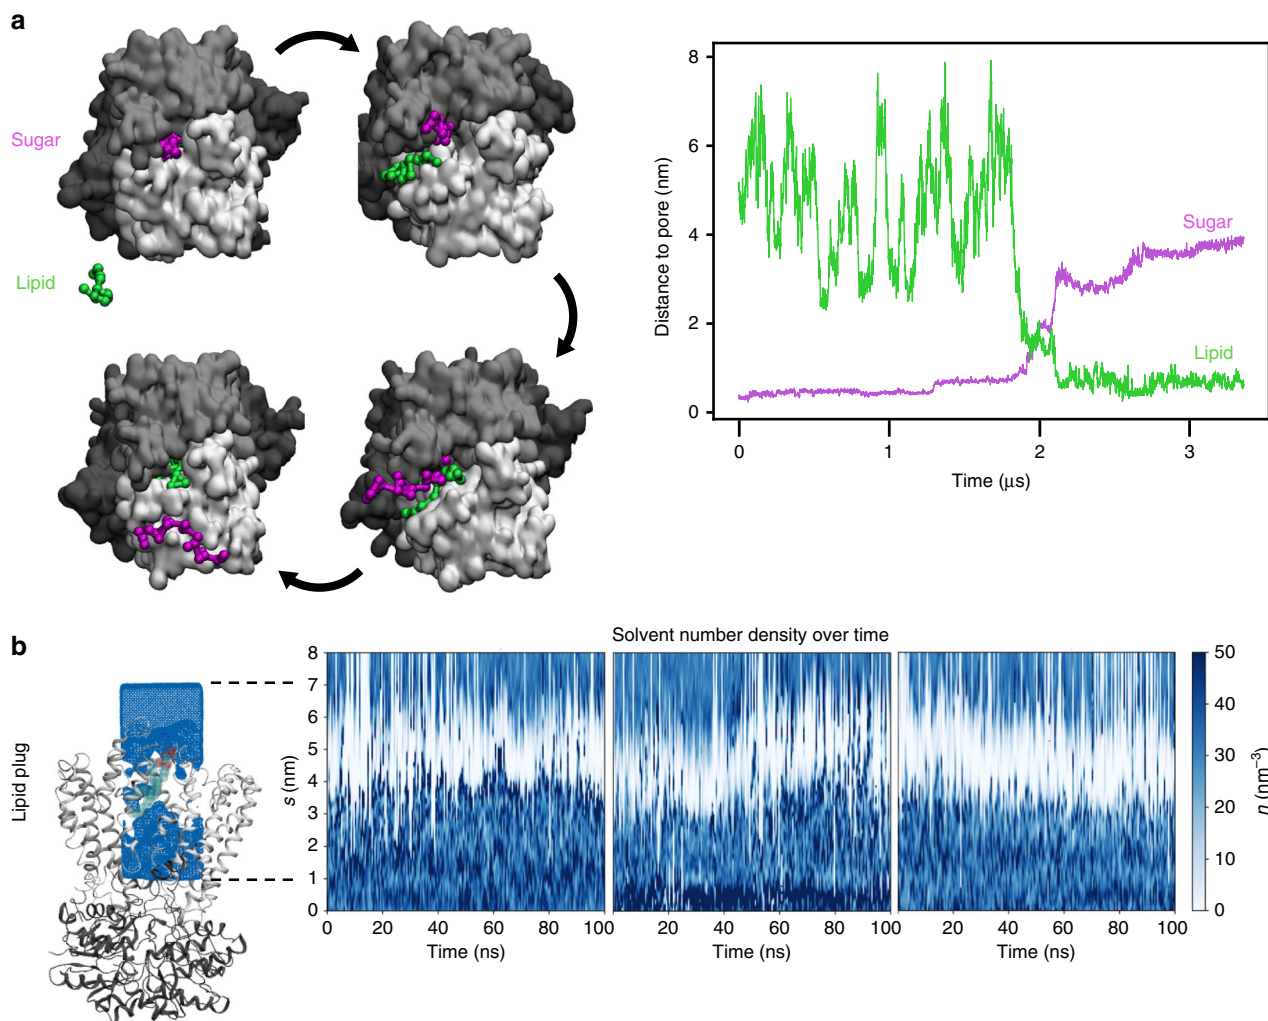 a
Sugar
Lipid
8
6
4
2
0
Distance to pore (nm)
Sugar
Lipid
0 1 2 3
Time (µs)
b
Solvent number density over time
Lipid plug
8
7
6
5
4
3
2
1
0
s (nm)
0 20 40 60 80 100
Time (ns)
20 40 60 80 100
Time (ns)
20 40 60 80 100
Time (ns)
50
40
30
20
10
0
n (nm⁻³)